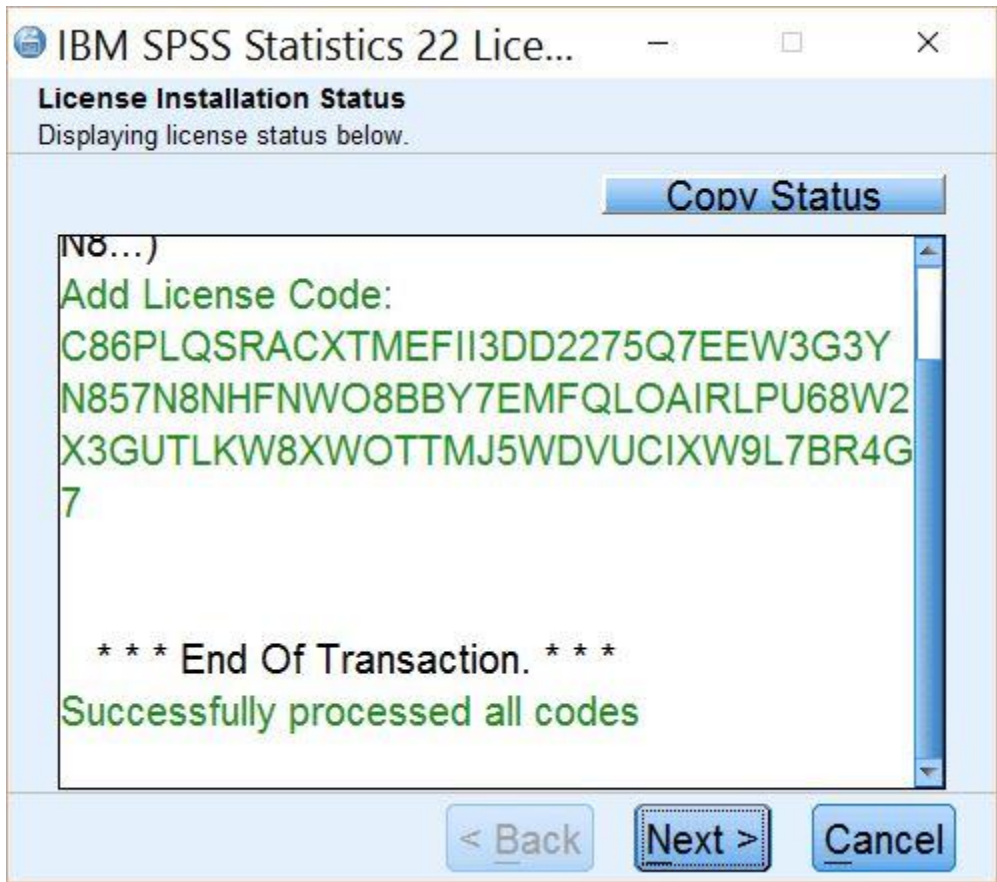 IBM SPSS Statistics 22 Lice...
License Installation Status
Displaying license status below.
Copy Status
N8...)
Add License Code:
C86PLQSRACXTMEFII3DD2275Q7EEW3G3Y
N857N8NHFNWO8BBY7EMFQLOAIRLPU68W2
X3GUTLKW8XWOTTMJ5WDVUCIXW9L7BR4G
7
* * * End Of Transaction. * * *
Successfully processed all codes
< Back Next > Cancel